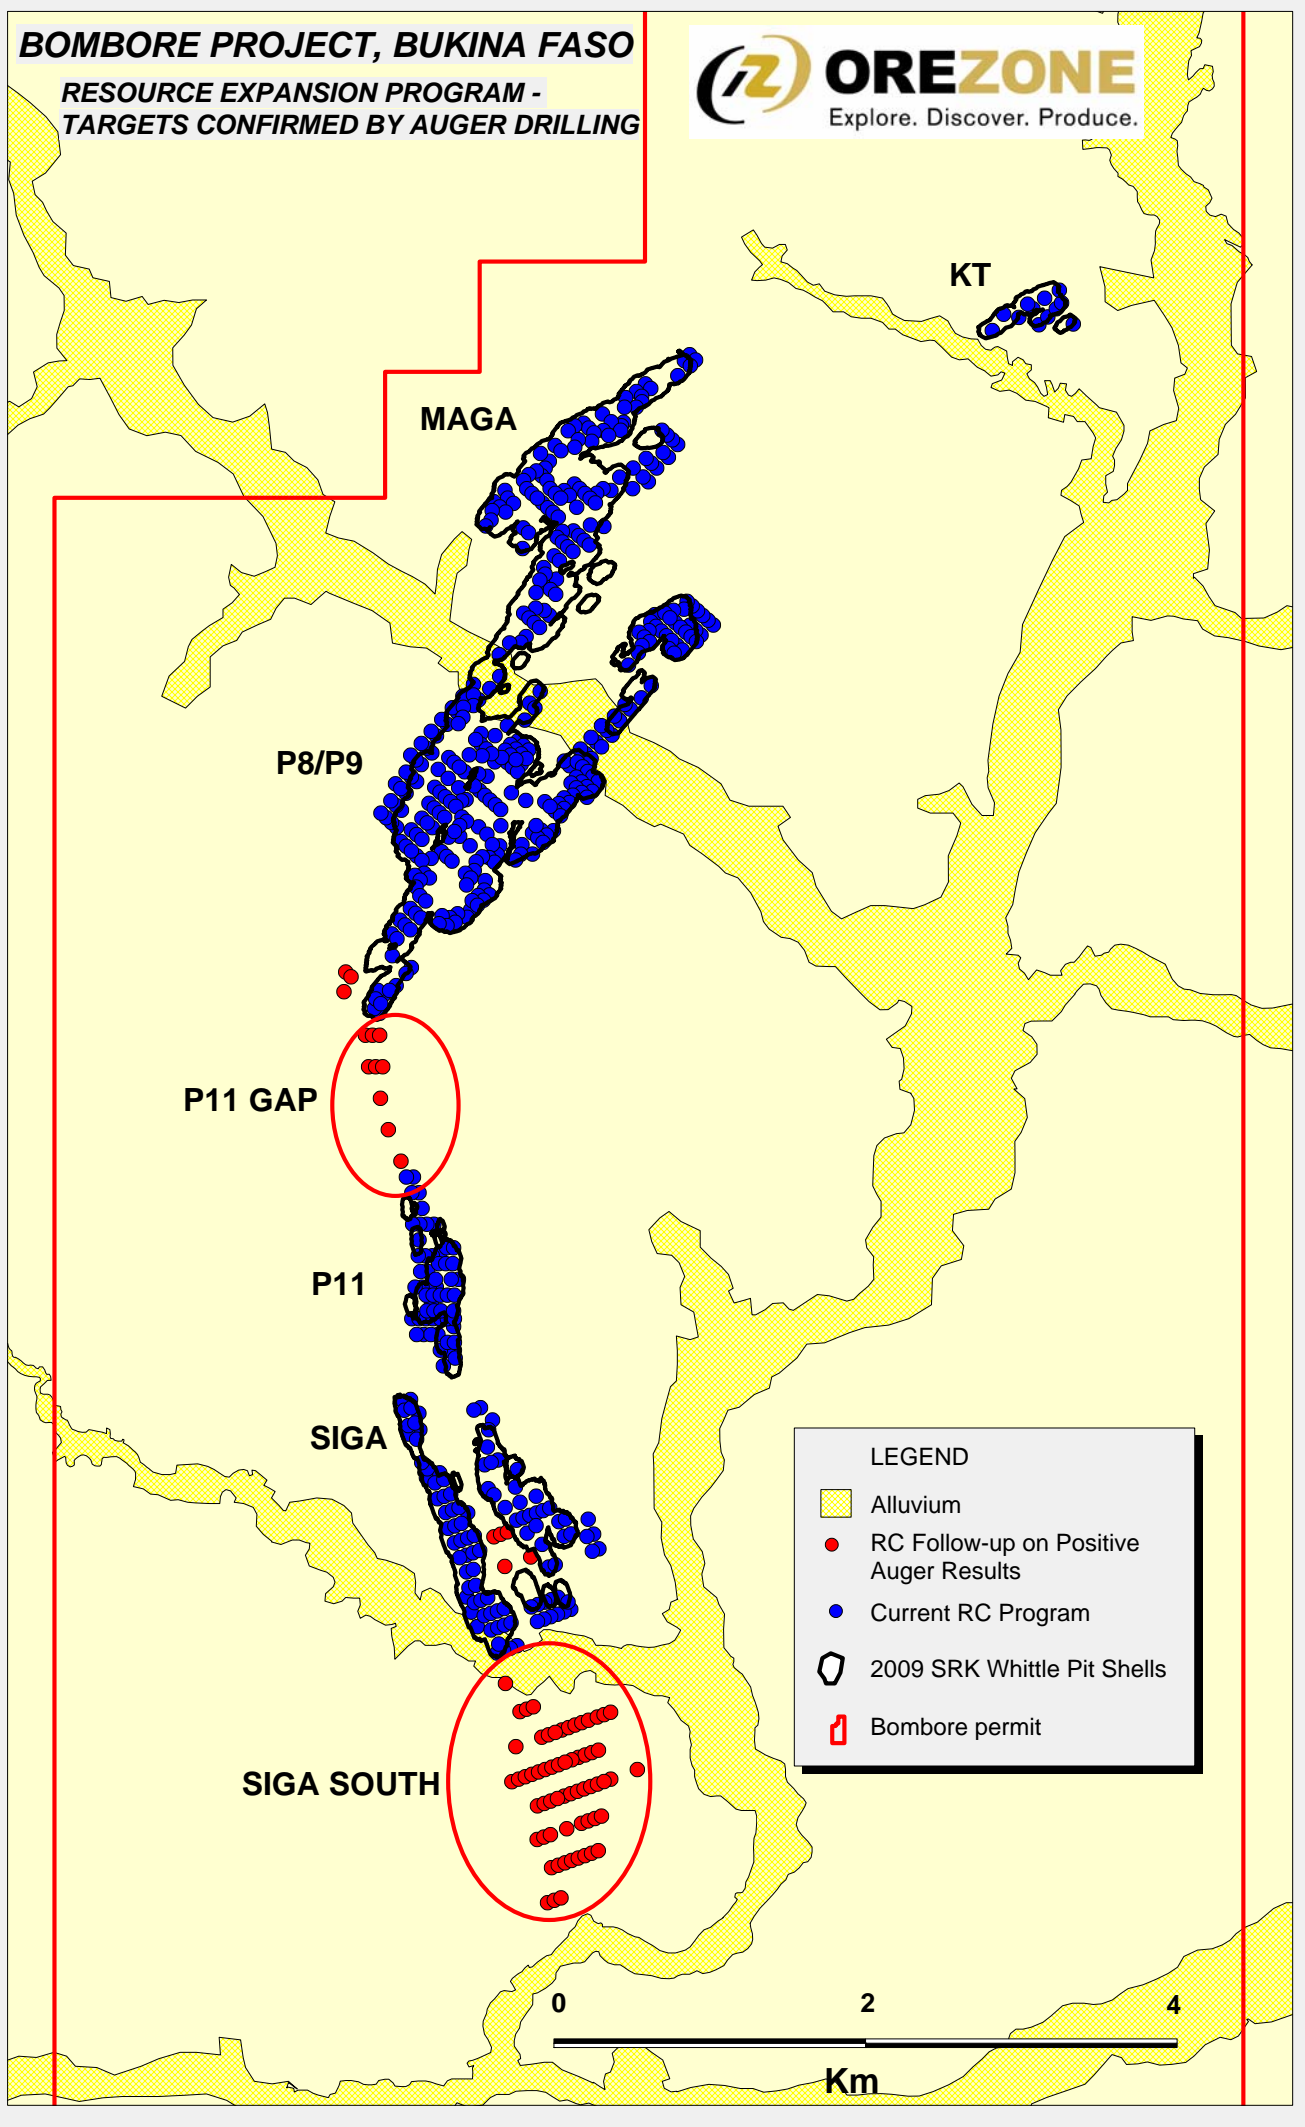 BOMBORE PROJECT, BUKINA FASO
RESOURCE EXPANSION PROGRAM -
TARGETS CONFIRMED BY AUGER DRILLING
OREZONE
Explore. Discover. Produce.
KT
MAGA
P8/P9
P11 GAP
P11
SIGA
SIGA SOUTH
LEGEND
Alluvium
RC Follow-up on Positive
Auger Results
Current RC Program
2009 SRK Whittle Pit Shells
Bombore permit
0 2 4
Km